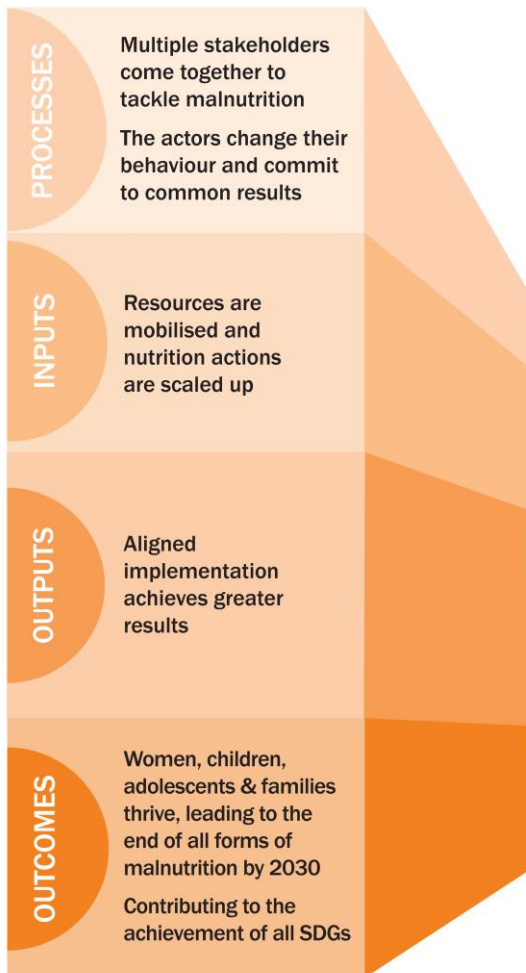 PROCESSES
Multiple stakeholders
come together to
tackle malnutrition
The actors change their
behaviour and commit
to common results
INPUTS
Resources are
mobilised and
nutrition actions
are scaled up
OUTPUTS
Aligned
implementation
achieves greater
results
OUTCOMES
Women, children,
adolescents & families
thrive, leading to the
end of all forms of
malnutrition by 2030
Contributing to the
achievement of all SDGs